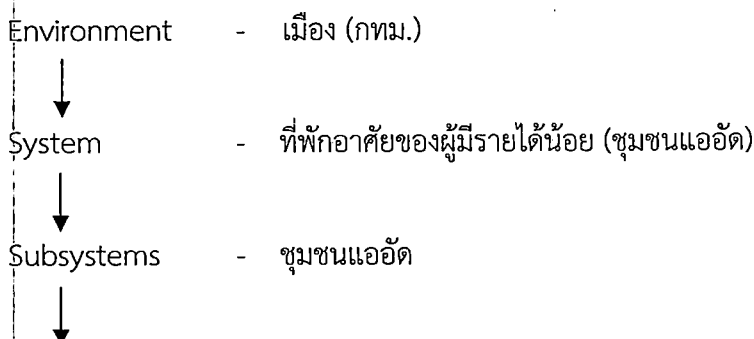 Environment - เมือง (กทม.)
System - ที่พักอาศัยของผู้มีรายได้น้อย (ชุมชนแออัด)
Subsystems - ชุมชนแออัด